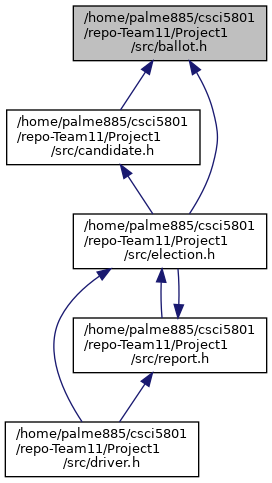 /home/palme885/csci5801
/repo-Team11/Project1
/src/ballot.h
/home/palme885/csci5801
/repo-Team11/Project1
/src/candidate.h
/home/palme885/csci5801
/repo-Team11/Project1
/src/election.h
/home/palme885/csci5801
/repo-Team11/Project1
/src/report.h
/home/palme885/csci5801
/repo-Team11/Project1
/src/driver.h